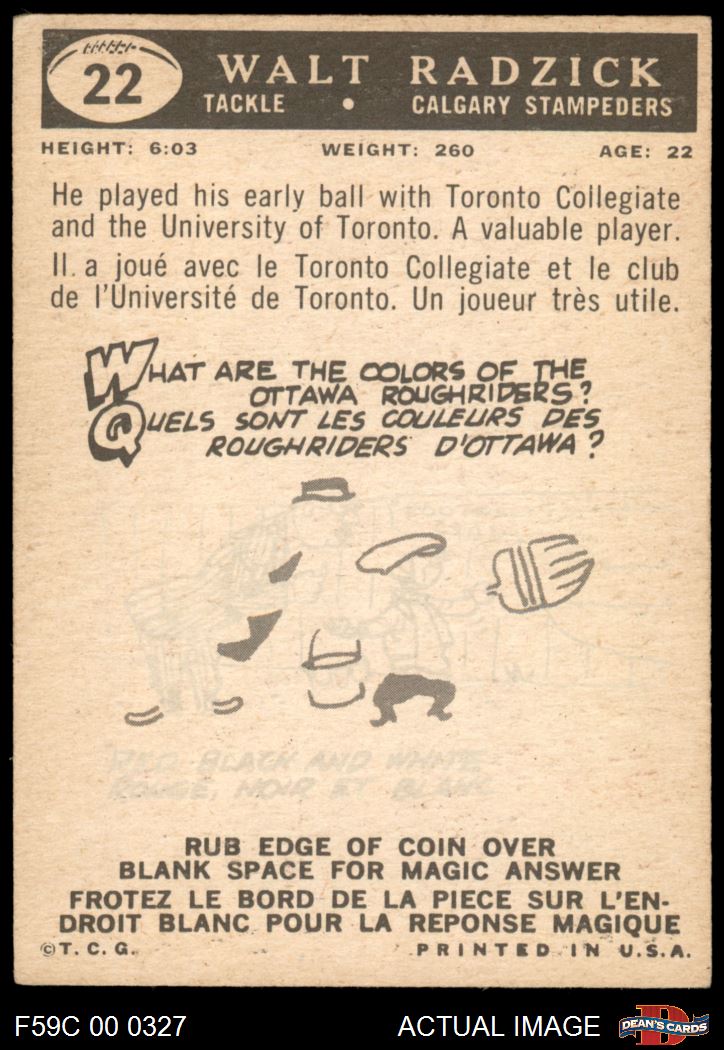 22
WALT RADZICK
TACKLE • CALGARY STAMPEDERS
HEIGHT: 6:03 WEIGHT: 260 AGE: 22
He played his early ball with Toronto Collegiate
and the University of Toronto. A valuable player.
Il. a joué avec le Toronto Collegiate et le club
de l'Université de Toronto. Un joueur très utile.
WHAT ARE THE COLORS OF THE
OTTAWA ROUGHRIDERS?
QUELS SONT LES COULEURS DES
ROUGHRIDERS D'OTTAWA?
RED BLACK AND WHITE
ROUGE, NOIR ET BLANC
RUB EDGE OF COIN OVER
BLANK SPACE FOR MAGIC ANSWER
FROTEZ LE BORD DE LA PIECE SUR L'EN-
DROIT BLANC POUR LA REPONSE MAGIQUE
©T. C. G. PRINTED IN U.S.A.
F59C 00 0327 ACTUAL IMAGE DEAN'S CARDS